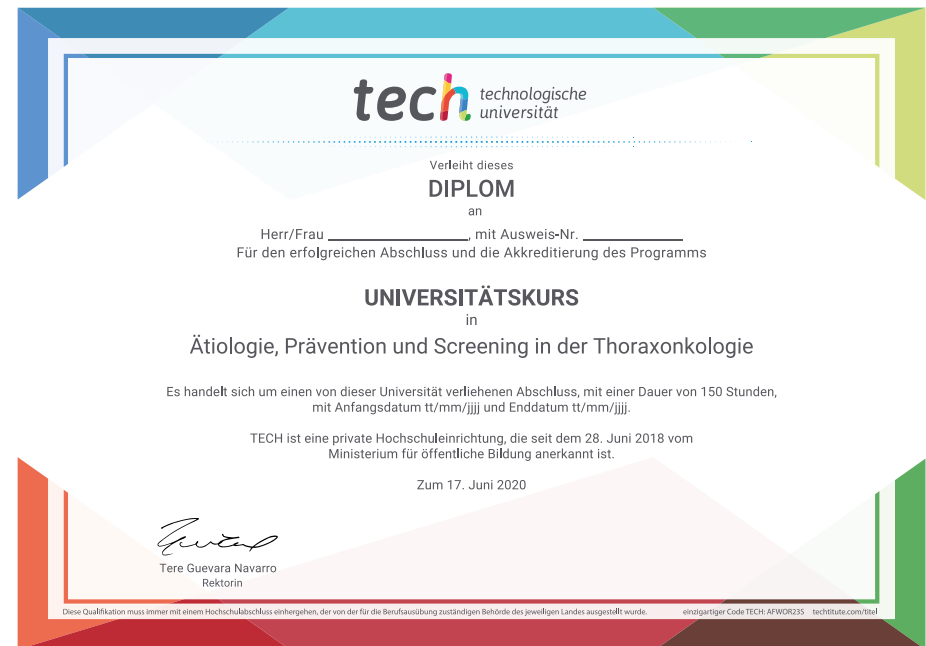 tech technologische
universität
Verleiht dieses
DIPLOM
an
Herr/Frau ____________________, mit Ausweis-Nr. ______________
Für den erfolgreichen Abschluss und die Akkreditierung des Programms
UNIVERSITÄTSKURS
in
Ätiologie, Prävention und Screening in der Thoraxonkologie
Es handelt sich um einen von dieser Universität verliehenen Abschluss, mit einer Dauer von 150 Stunden,
mit Anfangsdatum tt/mm/jjjj und Enddatum tt/mm/jjjj.
TECH ist eine private Hochschuleinrichtung, die seit dem 28. Juni 2018 vom
Ministerium für öffentliche Bildung anerkannt ist.
Zum 17. Juni 2020
Tere Guevara Navarro
Rektorin
Diese Qualifikation muss immer mit einem Hochschulabschluss einhergehen, der von der für die Berufsausübung zuständigen Behörde des jeweiligen Landes ausgestellt wurde. einzigartiger Code TECH: AFWOR23S techtitute.com/titel